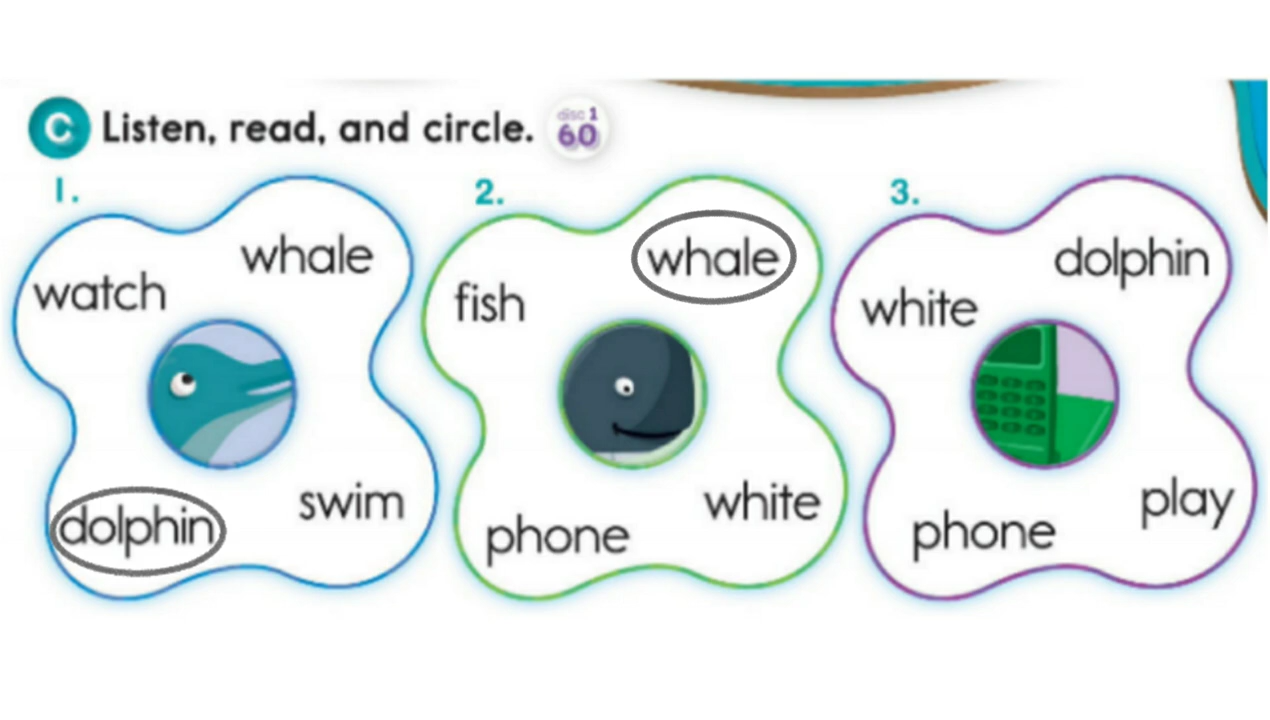 C Listen, read, and circle. disc 1 60
1.
whale
watch
dolphin
swim
2.
whale
fish
phone
white
3.
dolphin
white
phone
play